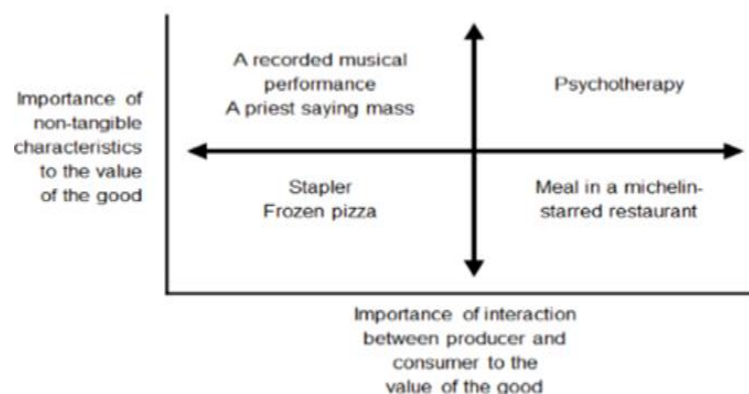 Importance of
non-tangible
characteristics
to the value
of the good
A recorded musical
performance
A priest saying mass
Psychotherapy
Stapler
Frozen pizza
Meal in a michelin-
starred restaurant
Importance of interaction
between producer and
consumer to the
value of the good